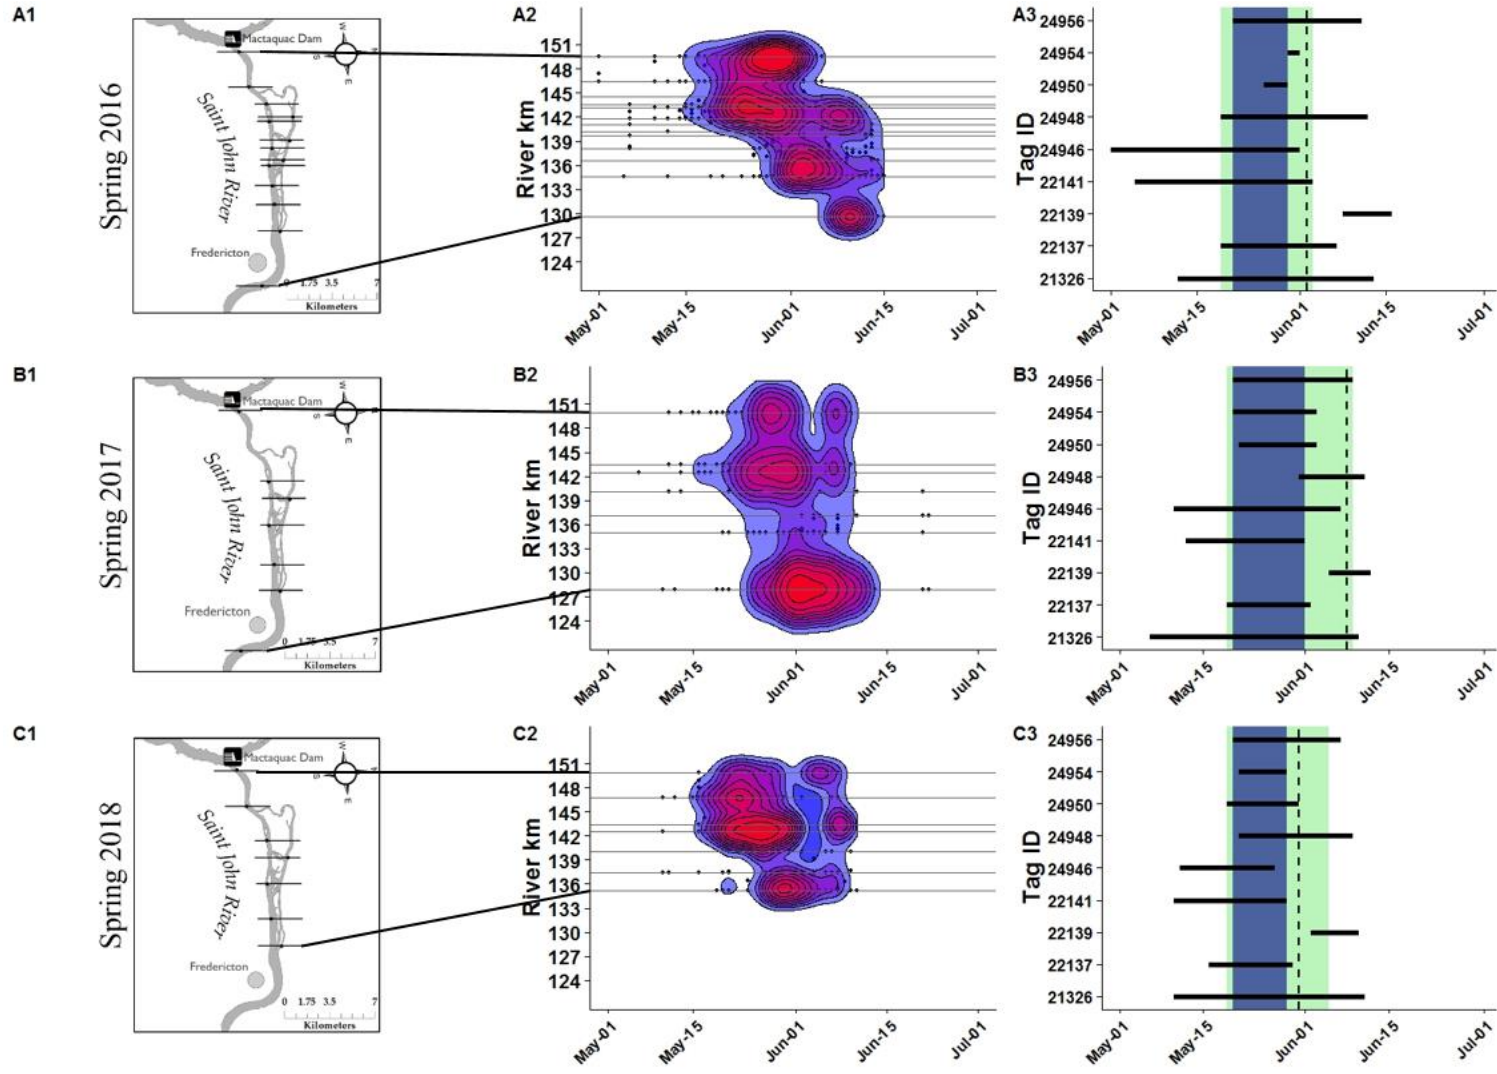 A1
Spring 2016
Mactaquac Dam
W
S
E
Saint John River
Fredericton
0 1.75 3.5 7
Kilometers
A2
River km
151
148
145
142
139
136
133
130
127
124
May-01 May-15 Jun-01 Jun-15 Jul-01
A3
Tag ID
24956
24954
24950
24948
24946
22141
22139
22137
21326
May-01 May-15 Jun-01 Jun-15 Jul-01
B1
Spring 2017
Mactaquac Dam
W
S
E
Saint John River
Fredericton
0 1.75 3.5 7
Kilometers
B2
River km
151
148
145
142
139
136
133
130
127
124
May-01 May-15 Jun-01 Jun-15 Jul-01
B3
Tag ID
24956
24954
24950
24948
24946
22141
22139
22137
21326
May-01 May-15 Jun-01 Jun-15 Jul-01
C1
Spring 2018
Mactaquac Dam
W
S
E
Saint John River
Fredericton
0 1.75 3.5 7
Kilometers
C2
River km
151
148
145
142
139
136
133
130
127
124
May-01 May-15 Jun-01 Jun-15 Jul-01
C3
Tag ID
24956
24954
24950
24948
24946
22141
22139
22137
21326
May-01 May-15 Jun-01 Jun-15 Jul-01